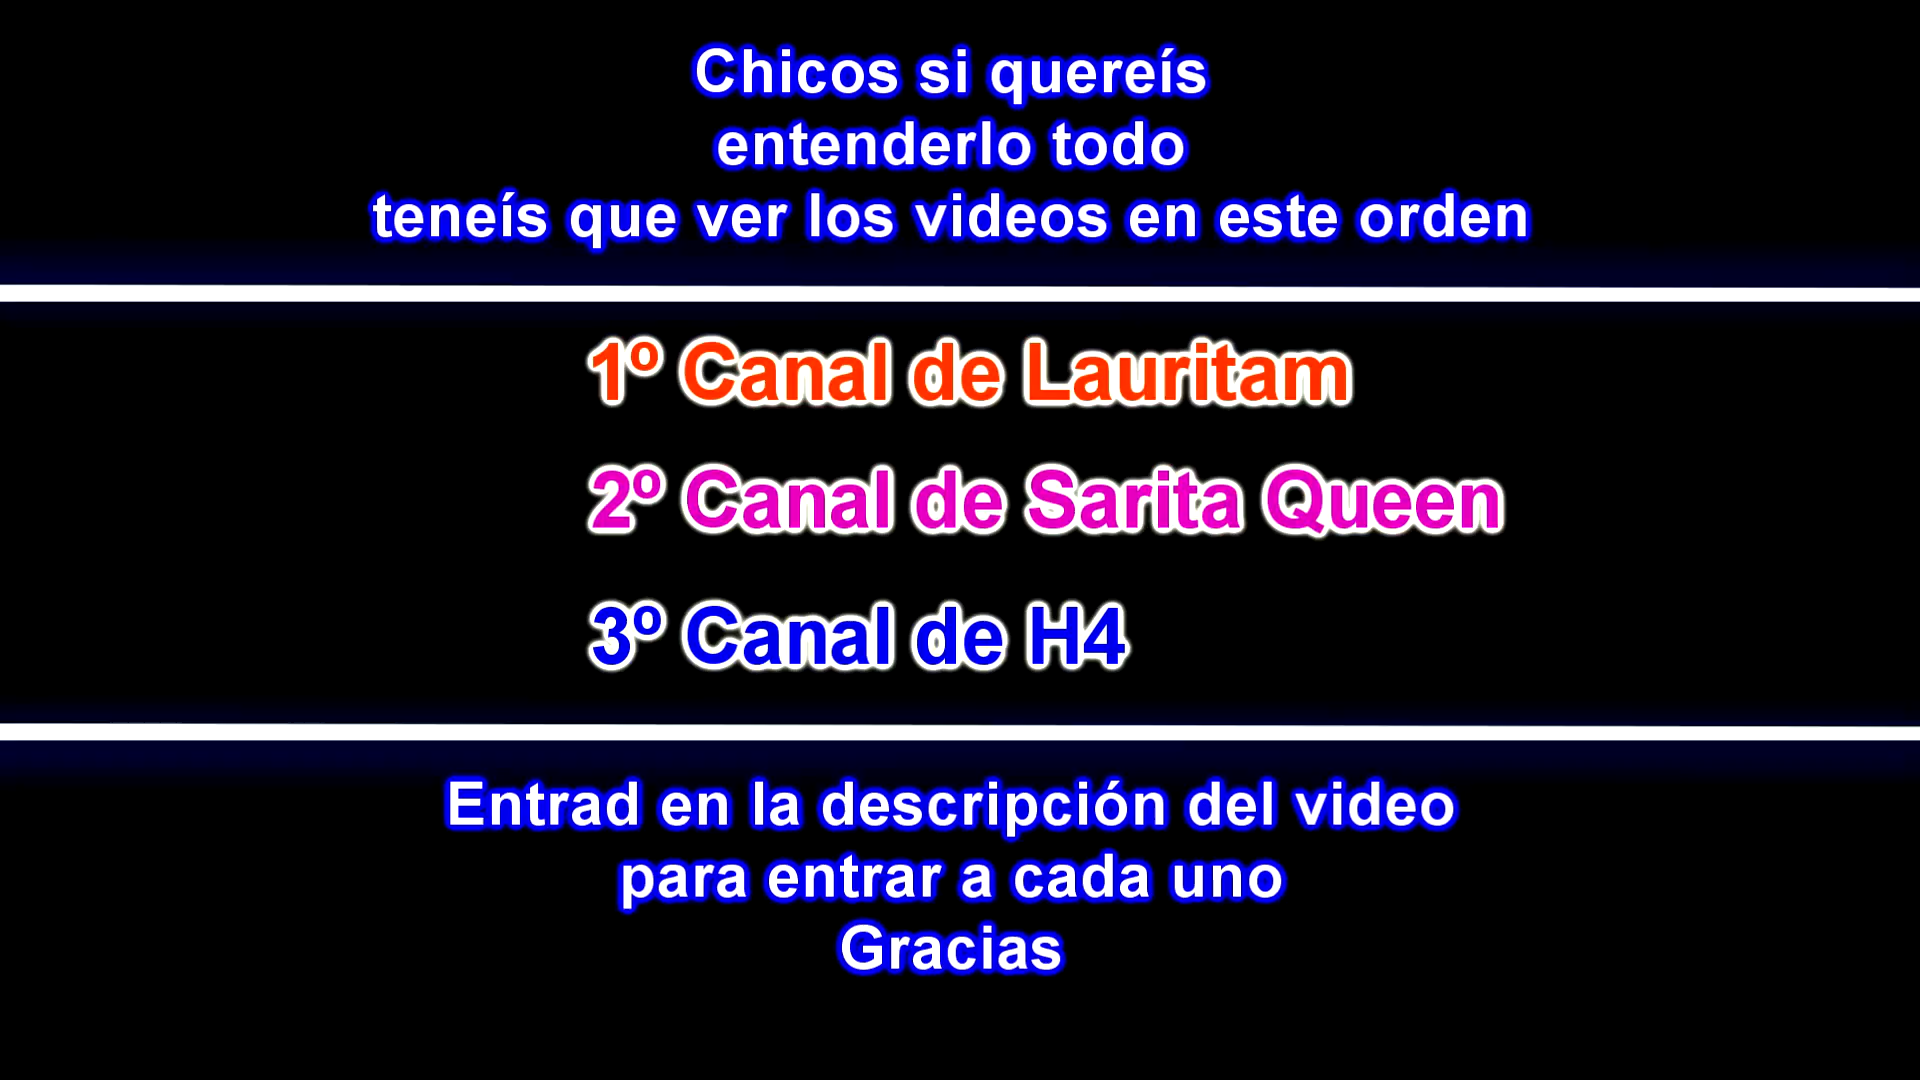 Chicos si quereís
entenderlo todo
teneís que ver los videos en este orden
1º Canal de Lauritam
2º Canal de Sarita Queen
3º Canal de H4
Entrad en la descripción del video
para entrar a cada uno
Gracias